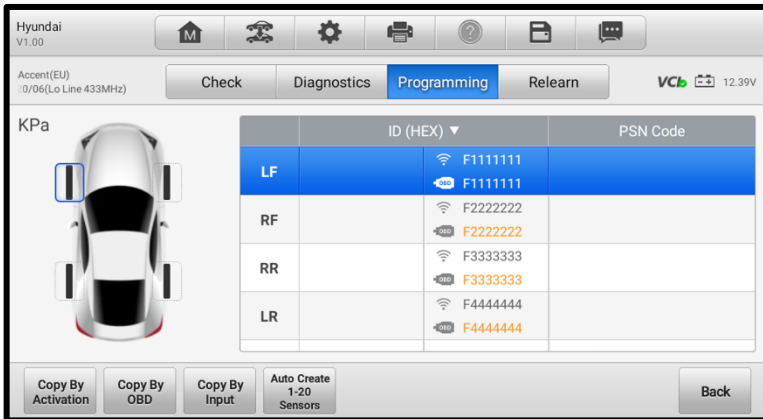 Hyundai
V1.00
M
?
Accent(EU)
:0/06(Lo Line 433MHz)
Check
Diagnostics
Programming
Relearn
VCI
12.39V
KPa
ID (HEX) ▼
PSN Code
LF
F1111111
OBD F1111111
RF
F2222222
OBD F2222222
RR
F3333333
OBD F3333333
LR
F4444444
OBD F4444444
Copy By
Activation
Copy By
OBD
Copy By
Input
Auto Create
1-20
Sensors
Back